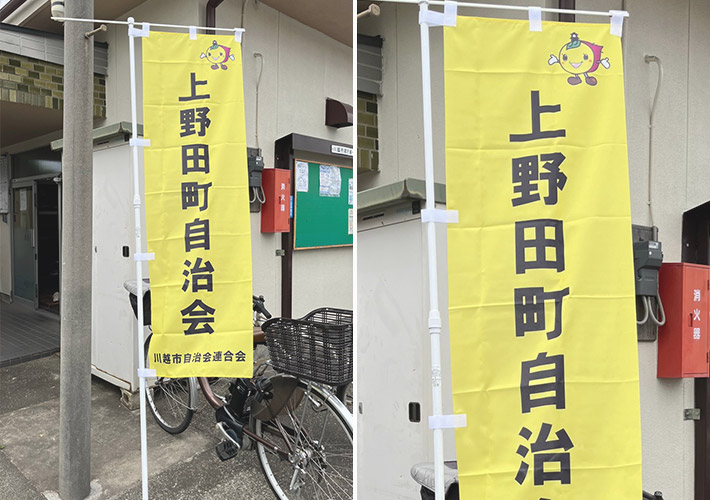 上野田町自治会
川越市自治会連合会
消火器
上野田町自治
消火器